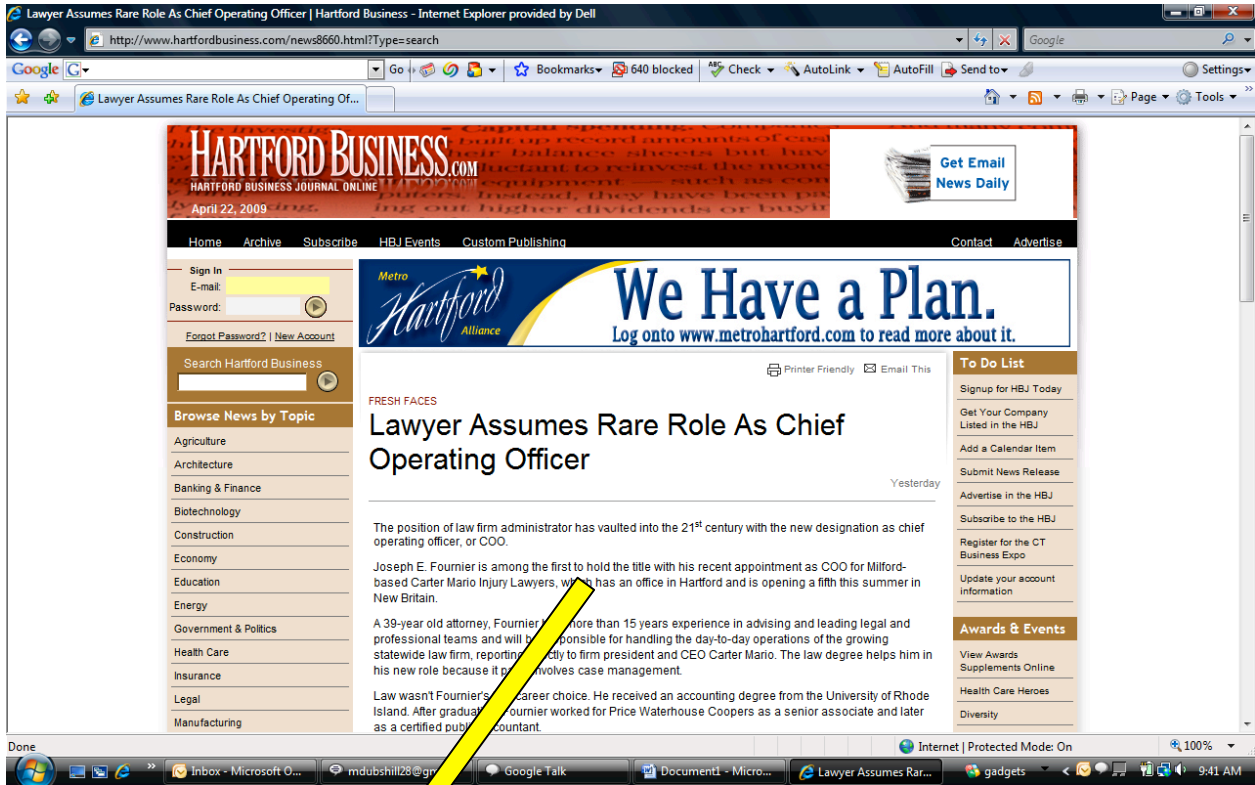 Lawyer Assumes Rare Role As Chief Operating Officer | Hartford Business - Internet Explorer provided by Dell
http://www.hartfordbusiness.com/news8660.html?Type=search
Google
Google
Go
Bookmarks
640 blocked
Check
AutoLink
AutoFill
Send to
Settings
Lawyer Assumes Rare Role As Chief Operating Of...
Page
Tools
HARTFORD BUSINESS.COM
HARTFORD BUSINESS JOURNAL ONLINE
April 22, 2009
Get Email
News Daily
Home Archive Subscribe HBJ Events Custom Publishing Contact Advertise
Sign In
E-mail:
Password:
Forgot Password? | New Account
Search Hartford Business
Browse News by Topic
Agriculture
Architecture
Banking & Finance
Biotechnology
Construction
Economy
Education
Energy
Government & Politics
Health Care
Insurance
Legal
Manufacturing
Metro
Hartford
Alliance
We Have a Plan.
Log onto www.metrohartford.com to read more about it.
Printer Friendly Email This
FRESH FACES
Lawyer Assumes Rare Role As Chief
Operating Officer
Yesterday
The position of law firm administrator has vaulted into the 21st century with the new designation as chief
operating officer, or COO.
Joseph E. Fournier is among the first to hold the title with his recent appointment as COO for Milford-
based Carter Mario Injury Lawyers, which has an office in Hartford and is opening a fifth this summer in
New Britain.
A 39-year old attorney, Fournier more than 15 years experience in advising and leading legal and
professional teams and will be responsible for handling the day-to-day operations of the growing
statewide law firm, reporting directly to firm president and CEO Carter Mario. The law degree helps him in
his new role because it involves case management.
Law wasn't Fournier's career choice. He received an accounting degree from the University of Rhode
Island. After Fournier worked for Price Waterhouse Coopers as a senior associate and later
as a certified public accountant.
To Do List
Signup for HBJ Today
Get Your Company
Listed in the HBJ
Add a Calendar Item
Submit News Release
Advertise in the HBJ
Subscribe to the HBJ
Register for the CT
Business Expo
Update your account
information
Awards & Events
View Awards
Supplements Online
Health Care Heroes
Diversity
Done
Internet | Protected Mode: On
100%
Inbox - Microsoft O...
Google Talk
Document1 - Micro...
Lawyer Assumes Rar...
gadgets
9:41 AM